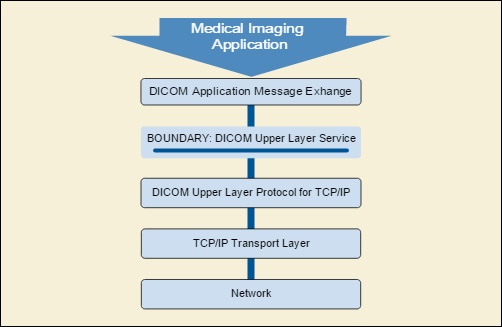 Medical Imaging
Application
DICOM Application Message Exhange
BOUNDARY: DICOM Upper Layer Service
DICOM Upper Layer Protocol for TCP/IP
TCP/IP Transport Layer
Network